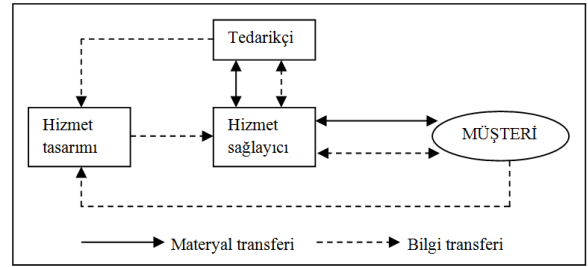 Tedarikçi
Hizmet
tasarımı
Hizmet
sağlayıcı
MÜŞTERİ
Materyal transferi
Bilgi transferi